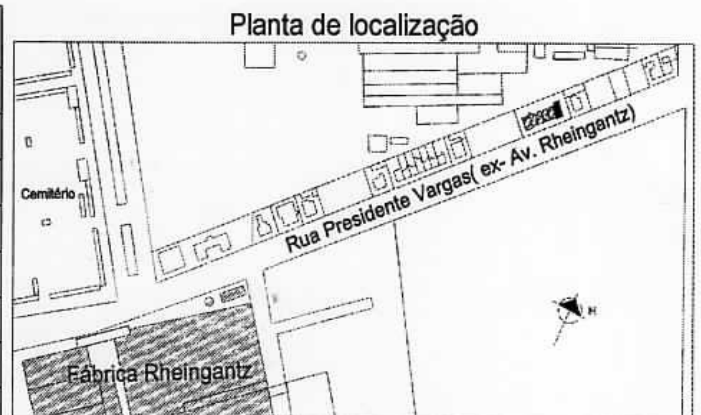 Planta de localização
Cemitério
Rua Presidente Vargas( ex- Av. Rheingantz)
N
Fábrica Rheingantz